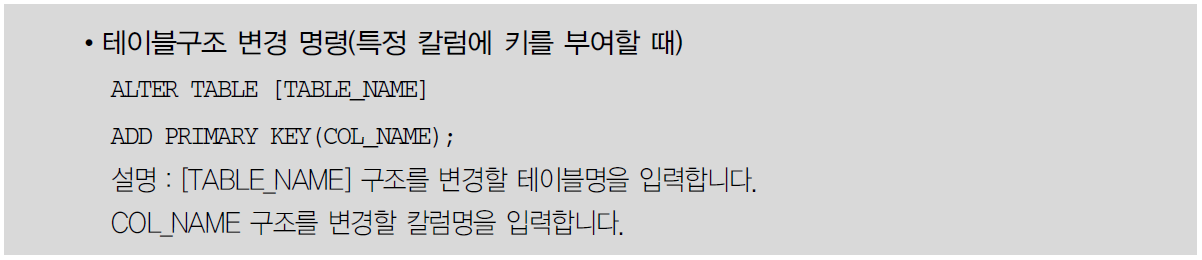 • 테이블구조 변경 명령(특정 칼럼에 키를 부여할 때)
ALTER TABLE [TABLE_NAME]
ADD PRIMARY KEY(COL_NAME);
설명 : [TABLE_NAME] 구조를 변경할 테이블명을 입력합니다.
COL_NAME 구조를 변경할 칼럼명을 입력합니다.